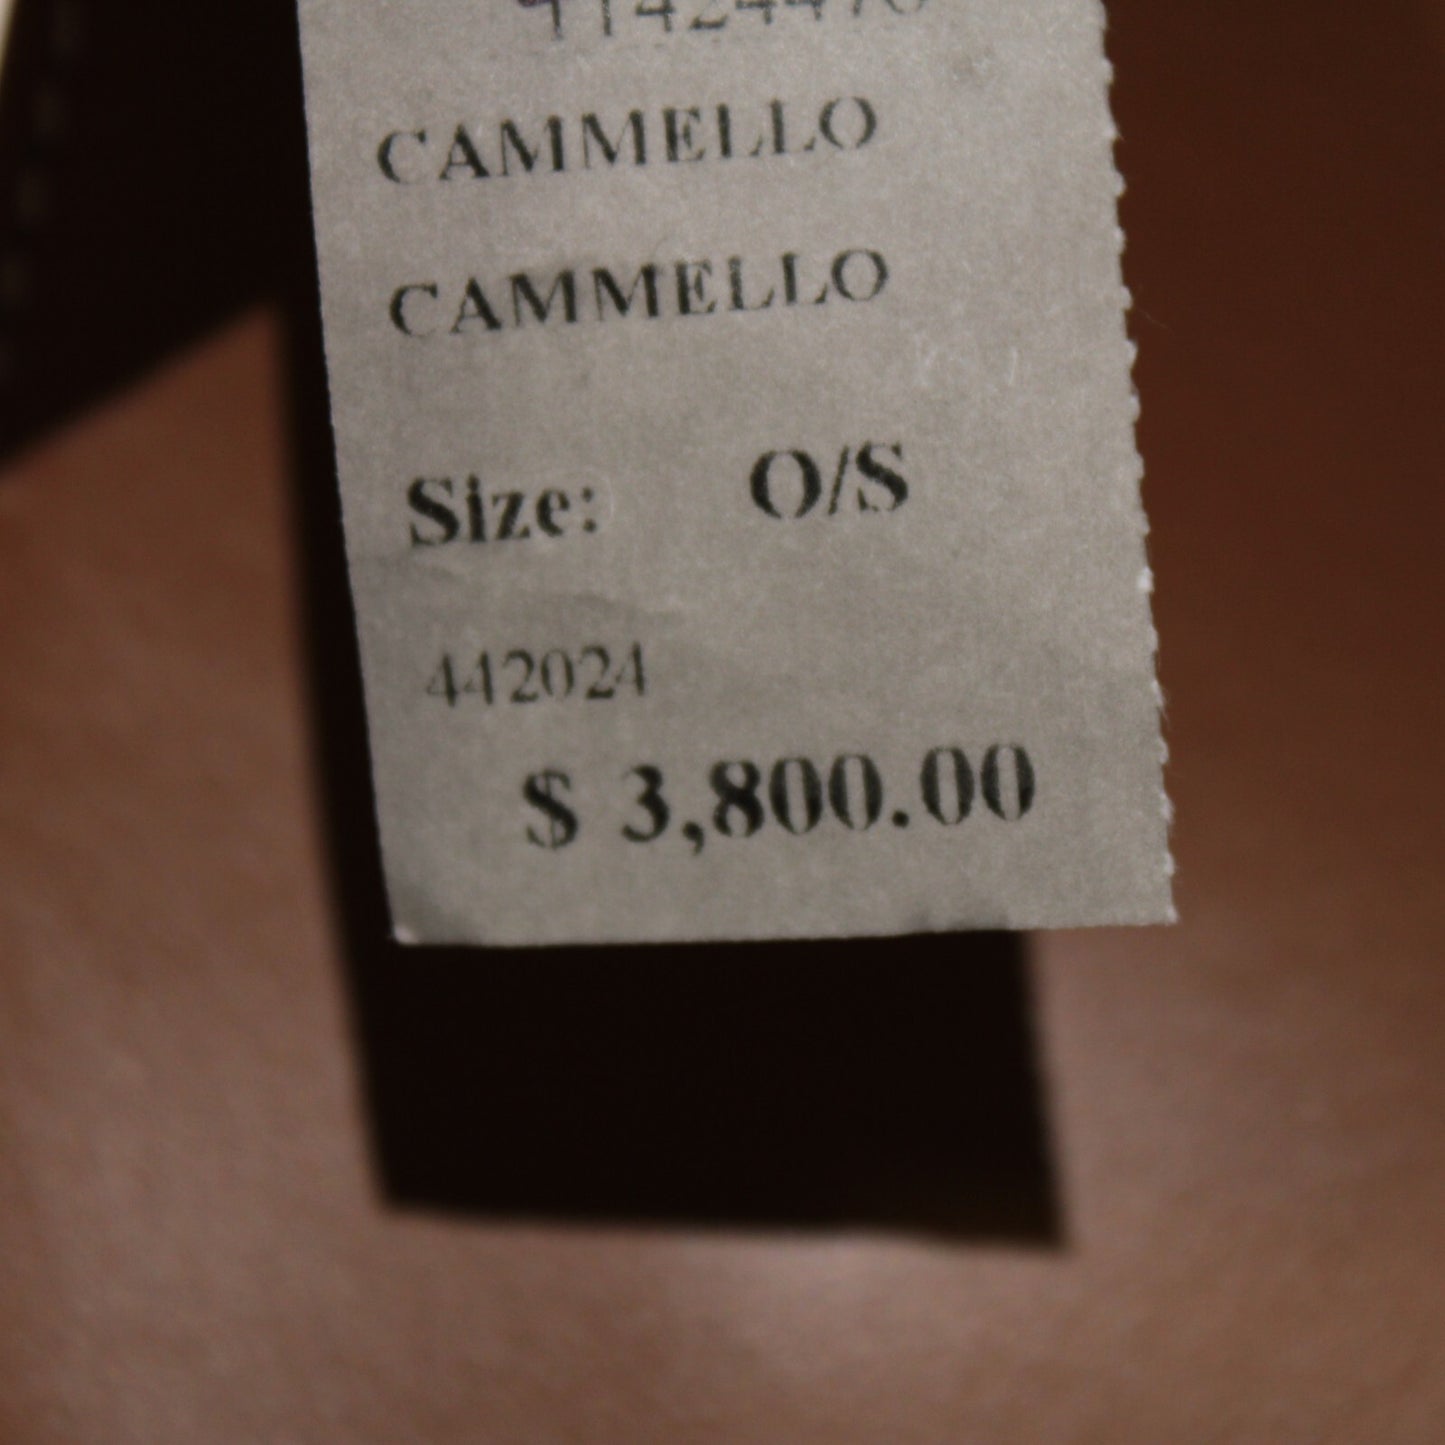 CAMMELLO
CAMMELLO
Size: O/S
442024
$ 3,800.00